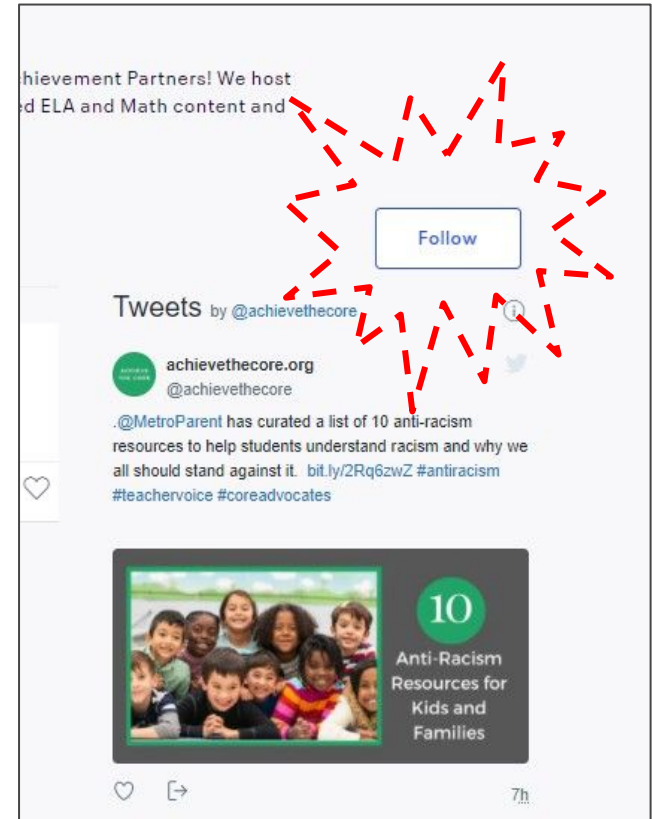 hievement Partners! We host
ed ELA and Math content and
Follow
Tweets by @achievethecore
achievethecore.org
@achievethecore
.@MetroParent has curated a list of 10 anti-racism
resources to help students understand racism and why we
all should stand against it. bit.ly/2Rq6zwZ #antiracism
#teachervoice #coreadvocates
10
Anti-Racism
Resources for
Kids and
Families
7h